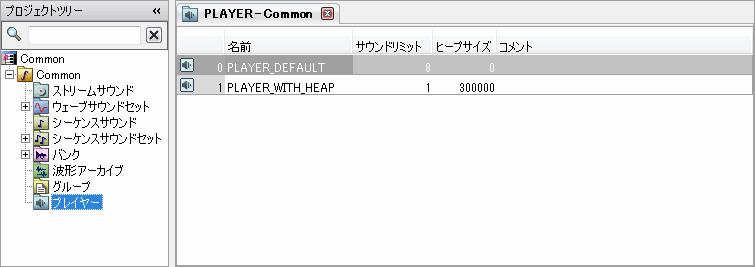 プロジェクトツリー «
Common
Common
ストリームサウンド
ウェーブサウンドセット
シーケンスサウンド
シーケンスサウンドセット
バンク
波形アーカイブ
グループ
プレイヤー
PLAYER-Common
名前 サウンドリミット ヒープサイズ コメント
0 PLAYER_DEFAULT 8 0
1 PLAYER_WITH_HEAP 1 300000